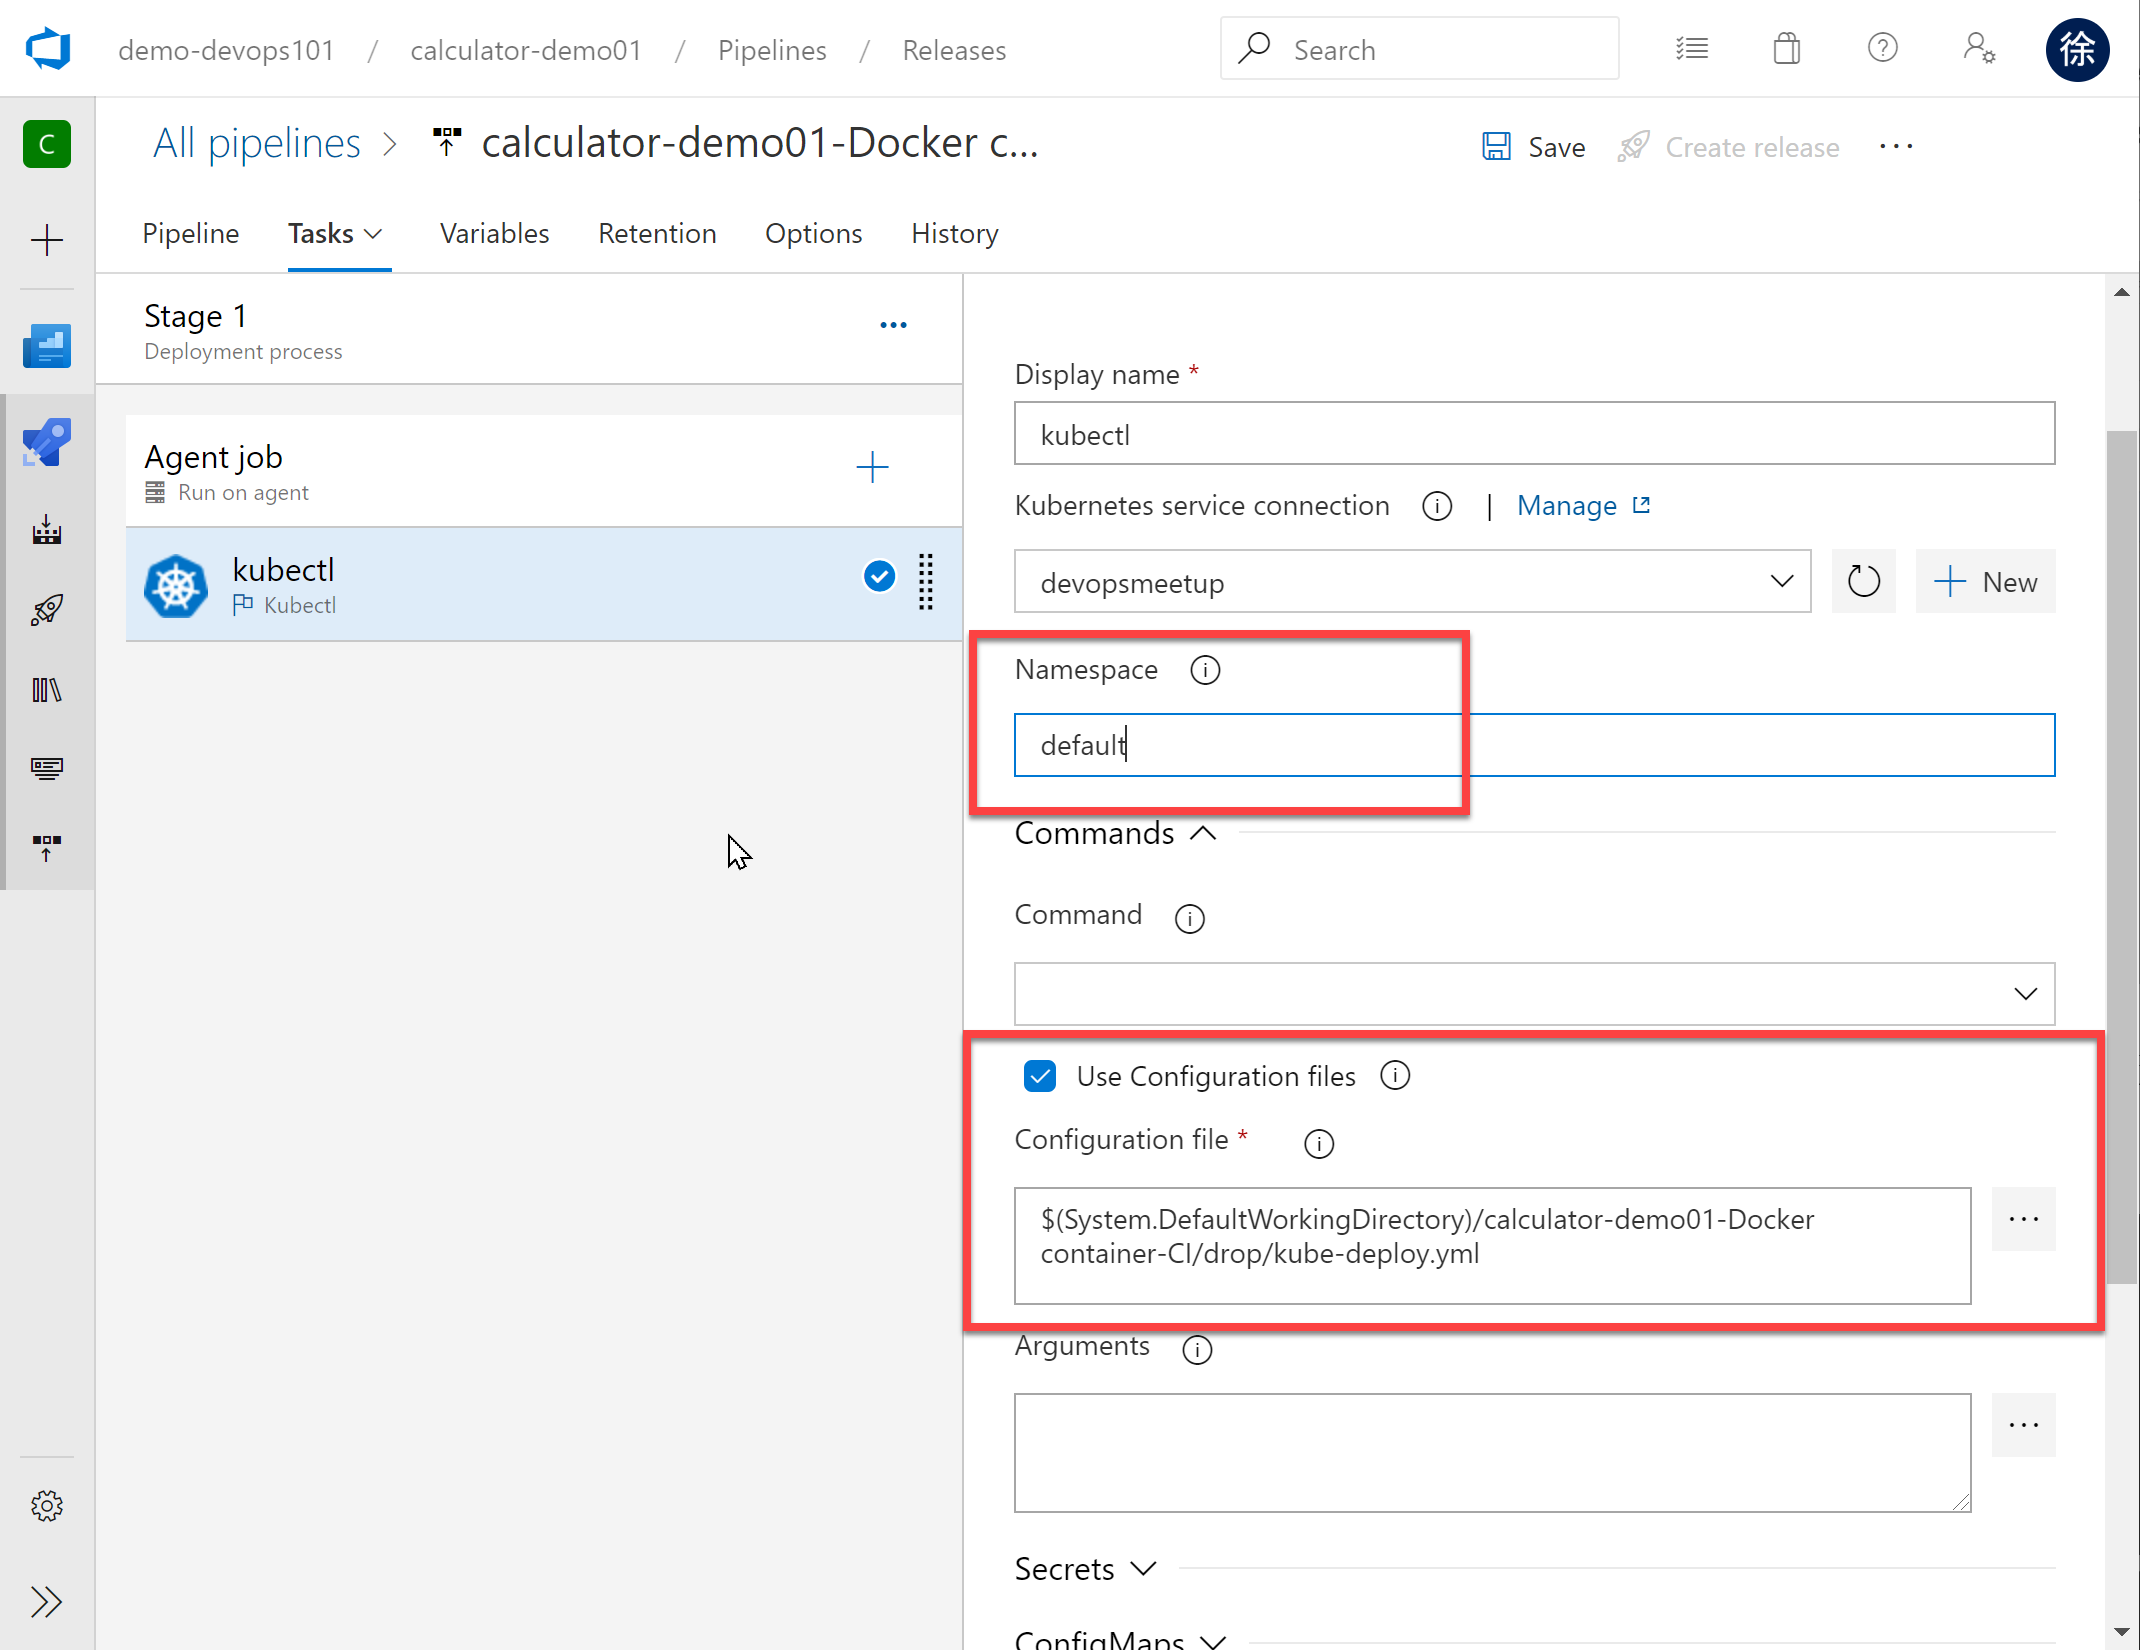 demo-devops101 / calculator-demo01 / Pipelines / Releases
Search
徐
C
All pipelines > calculator-demo01-Docker c...
Save
Create release
Pipeline
Tasks
Variables
Retention
Options
History
Stage 1
Deployment process
Agent job
Run on agent
kubectl
Kubectl
Display name *
kubectl
Kubernetes service connection | Manage
devopsmeetup
New
Namespace
default
Commands
Command
Use Configuration files
Configuration file *
$(System.DefaultWorkingDirectory)/calculator-demo01-Docker
container-CI/drop/kube-deploy.yml
Arguments
Secrets
ConfigMaps